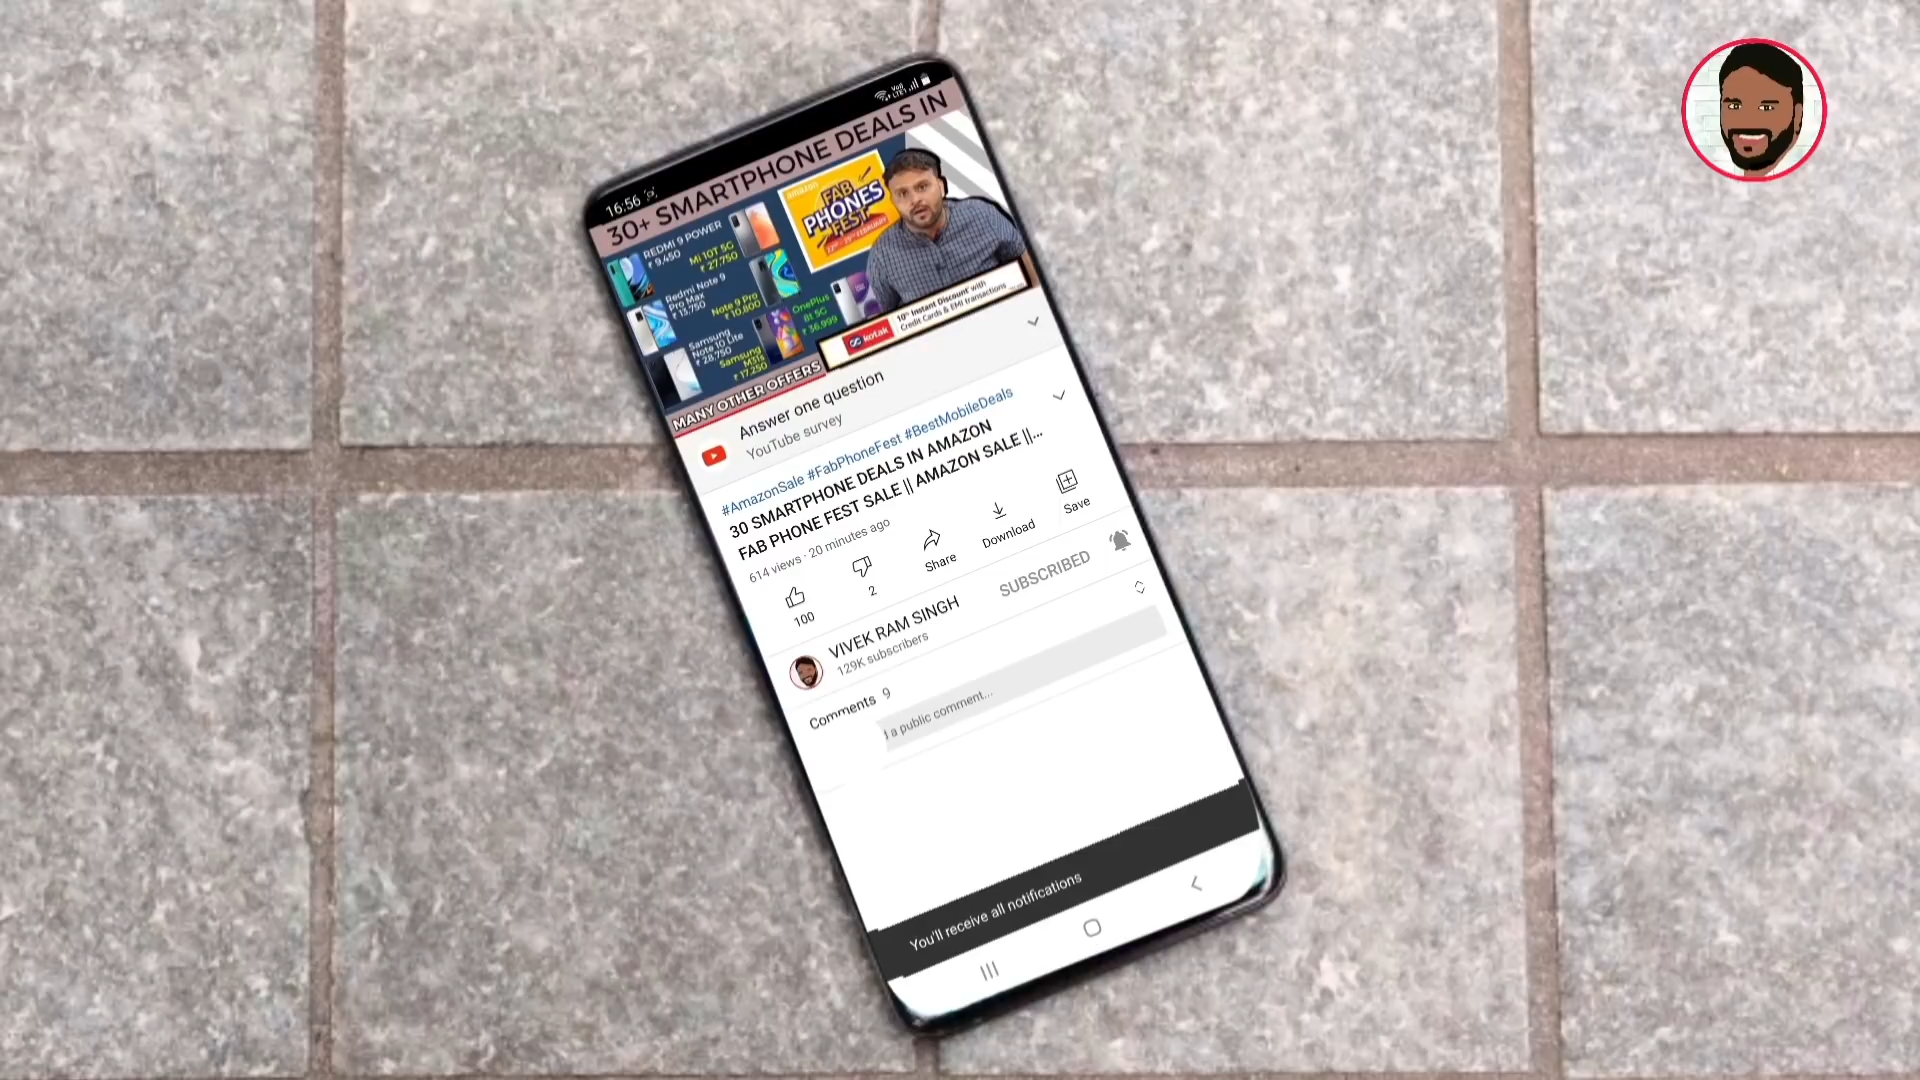 16:56
30+ SMARTPHONE DEALS IN
REDMI 9 POWER
₹ 9,450
Mi 10T 5G
₹ 27,750
Redmi Note 9
Pro Max
₹ 13,750
Note 9 Pro
₹ 10,800
Samsung
Note 10 Lite
₹ 28,750
Samsung
M31s
₹ 17,250
OnePlus
8t 5G
₹ 36,999
amazon
FAB
PHONES
FEST
kotak
10% Instant Discount* with
Credit Cards & EMI transactions
MANY OTHER OFFERS
Answer one question
YouTube survey
#AmazonSale #FabPhoneFest #BestMobileDeals
30 SMARTPHONE DEALS IN AMAZON
FAB PHONE FEST SALE || AMAZON SALE ||...
614 views · 20 minutes ago
100
2
Share
Download
Save
VIVEK RAM SINGH
129K subscribers
SUBSCRIBED
Comments 9
a public comment...
You'll receive all notifications